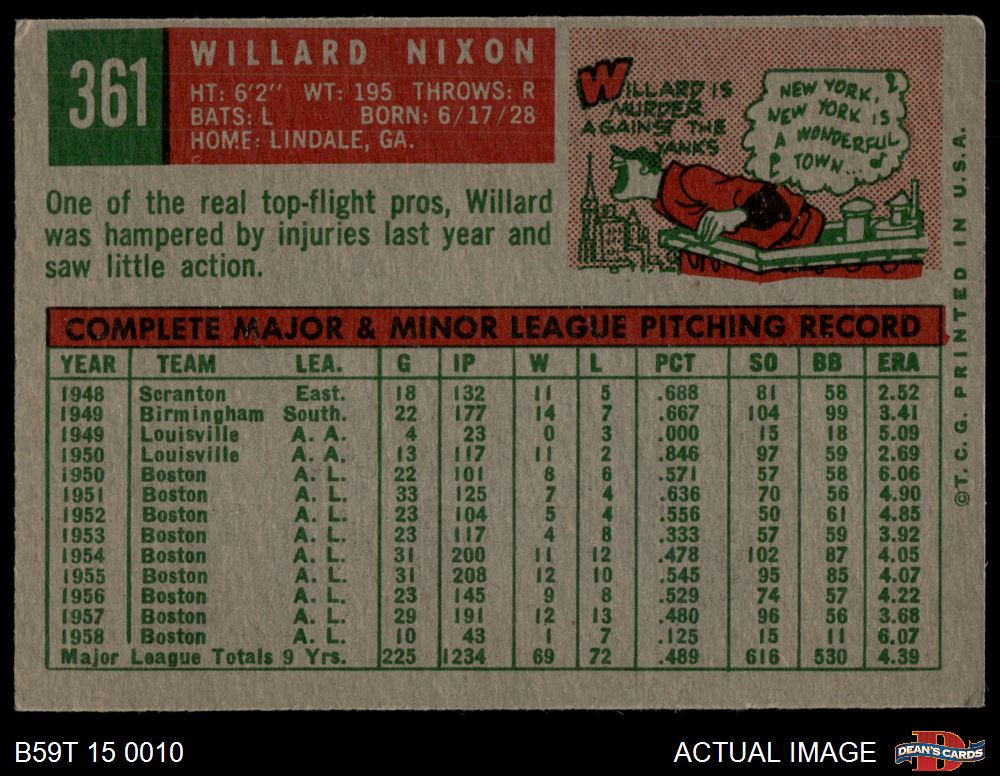 361
WILLARD NIXON
HT: 6'2" WT: 195 THROWS: R
BATS: L BORN: 6/17/28
HOME: LINDALE, GA.
One of the real top-flight pros, Willard
was hampered by injuries last year and
saw little action.
WILLARD IS
MURDER
AGAINST THE
YANKS
NEW YORK,
NEW YORK IS
A WONDERFUL
TOWN...
COMPLETE MAJOR & MINOR LEAGUE PITCHING RECORD
YEAR TEAM LEA. G IP W L PCT SO BB ERA
1948 Scranton East. 18 132 11 5 .688 81 58 2.52
1949 Birmingham South. 22 177 14 7 .667 104 99 3.41
1949 Louisville A. A. 4 23 0 3 .000 15 18 5.09
1950 Louisville A. A. 13 117 11 2 .846 97 59 2.69
1950 Boston A. L. 22 101 8 6 .571 57 58 6.06
1951 Boston A. L. 33 125 7 4 .636 70 56 4.90
1952 Boston A. L. 23 104 5 4 .556 50 61 4.85
1953 Boston A. L. 23 117 4 8 .333 57 59 3.92
1954 Boston A. L. 31 200 11 12 .478 102 87 4.05
1955 Boston A. L. 31 208 12 10 .545 95 85 4.07
1956 Boston A. L. 23 145 9 8 .529 74 57 4.22
1957 Boston A. L. 29 191 12 13 .480 96 56 3.68
1958 Boston A. L. 10 43 1 7 .125 15 11 6.07
Major League Totals 9 Yrs. 225 1234 69 72 .489 616 530 4.39
©T. C. G. PRINTED IN U.S.A.
B59T 15 0010
ACTUAL IMAGE
DEAN'S CARDS